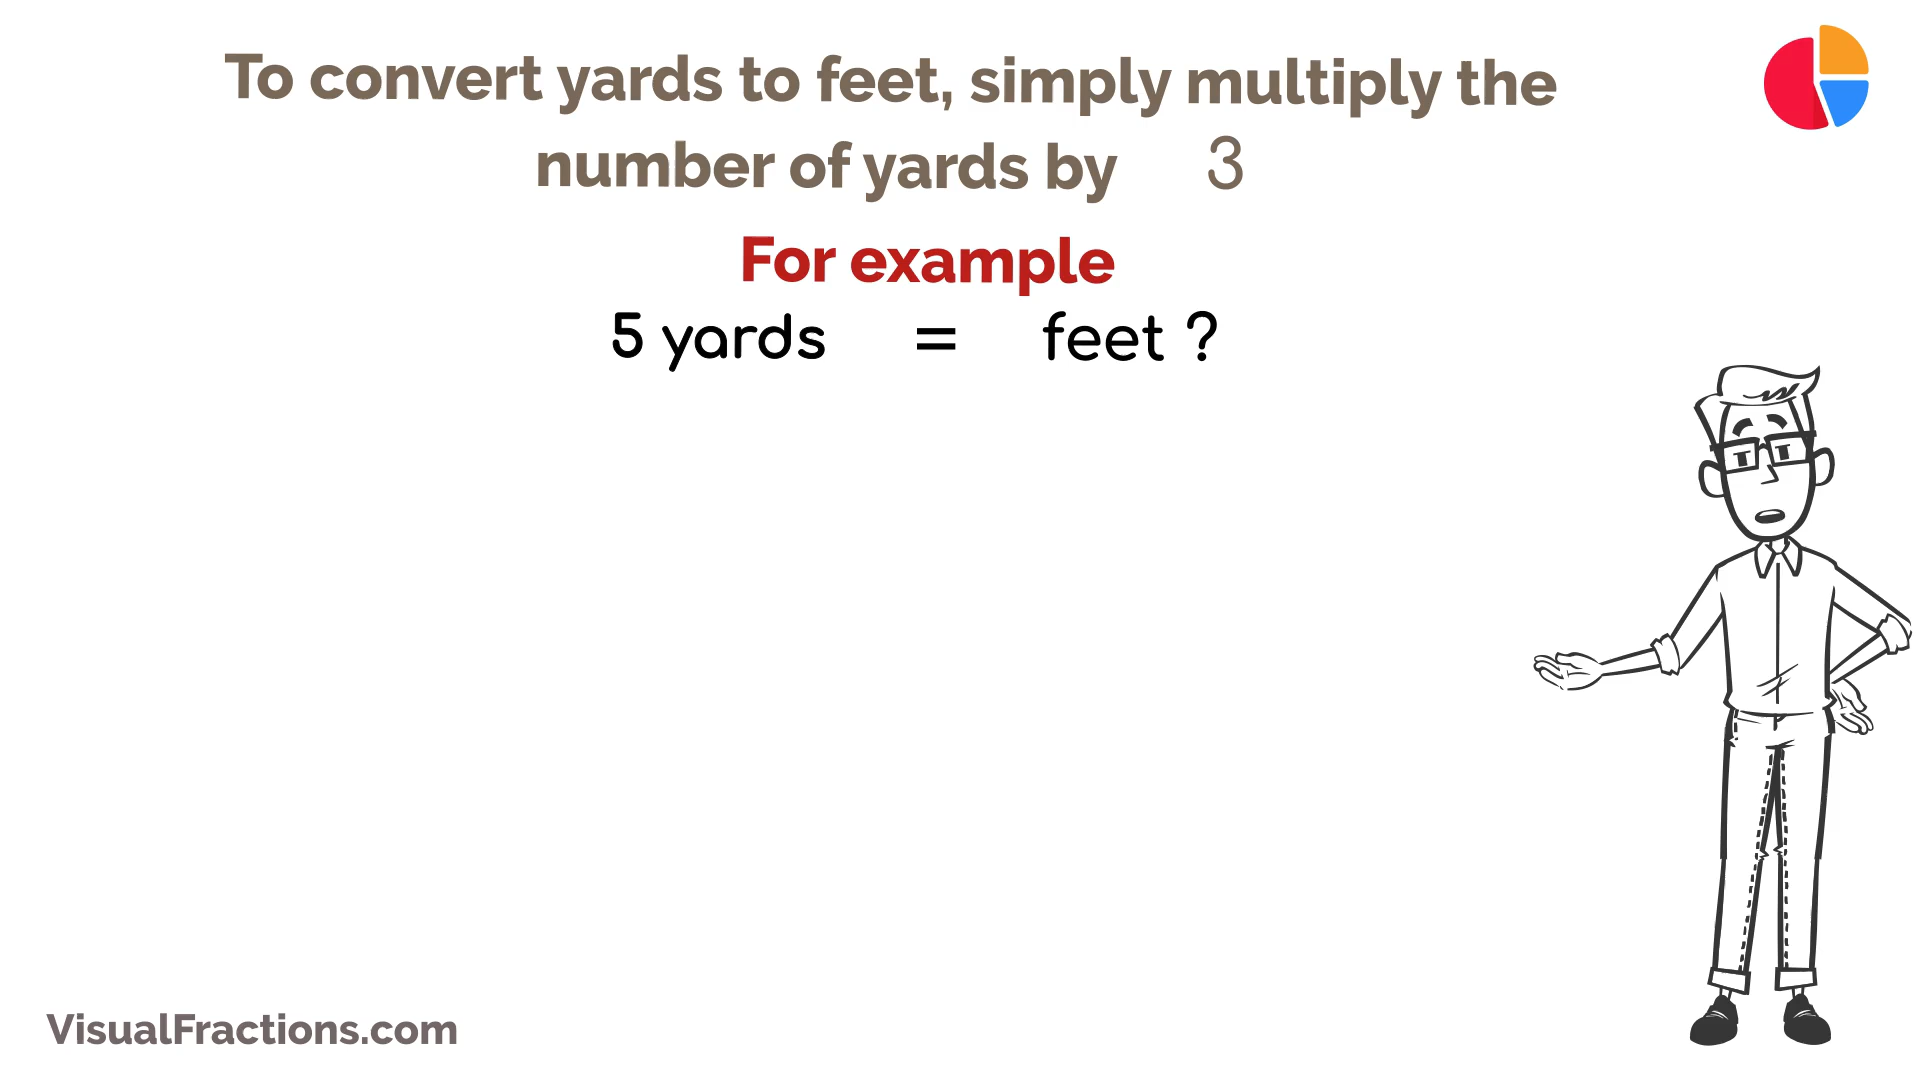 To convert yards to feet, simply multiply the
number of yards by 3
For example
5 yards = feet ?
VisualFractions.com